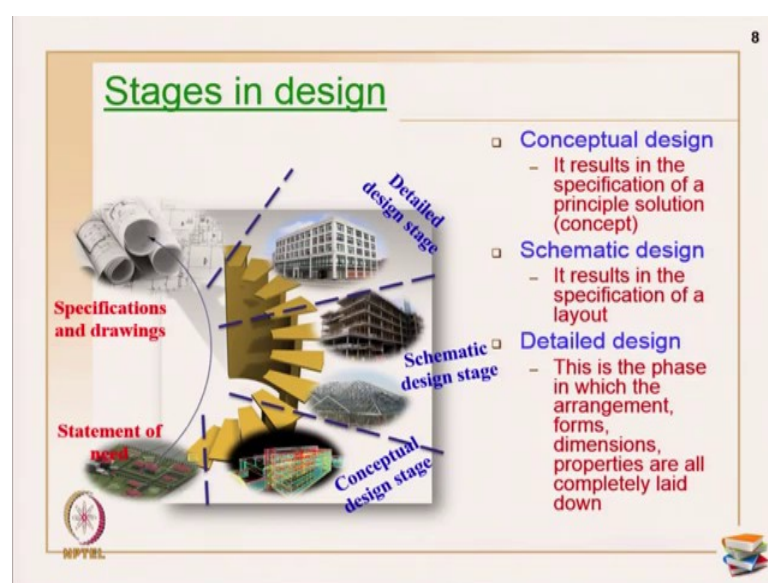 8
Stages in design
Conceptual design
– It results in the
specification of a
principle solution
(concept)
Schematic design
– It results in the
specification of a
layout
Detailed design
– This is the phase
in which the
arrangement,
forms,
dimensions,
properties are all
completely laid
down
Detailed
design stage
Specifications
and drawings
Schematic
design stage
Statement of
need
Conceptual
design stage
NPTEL